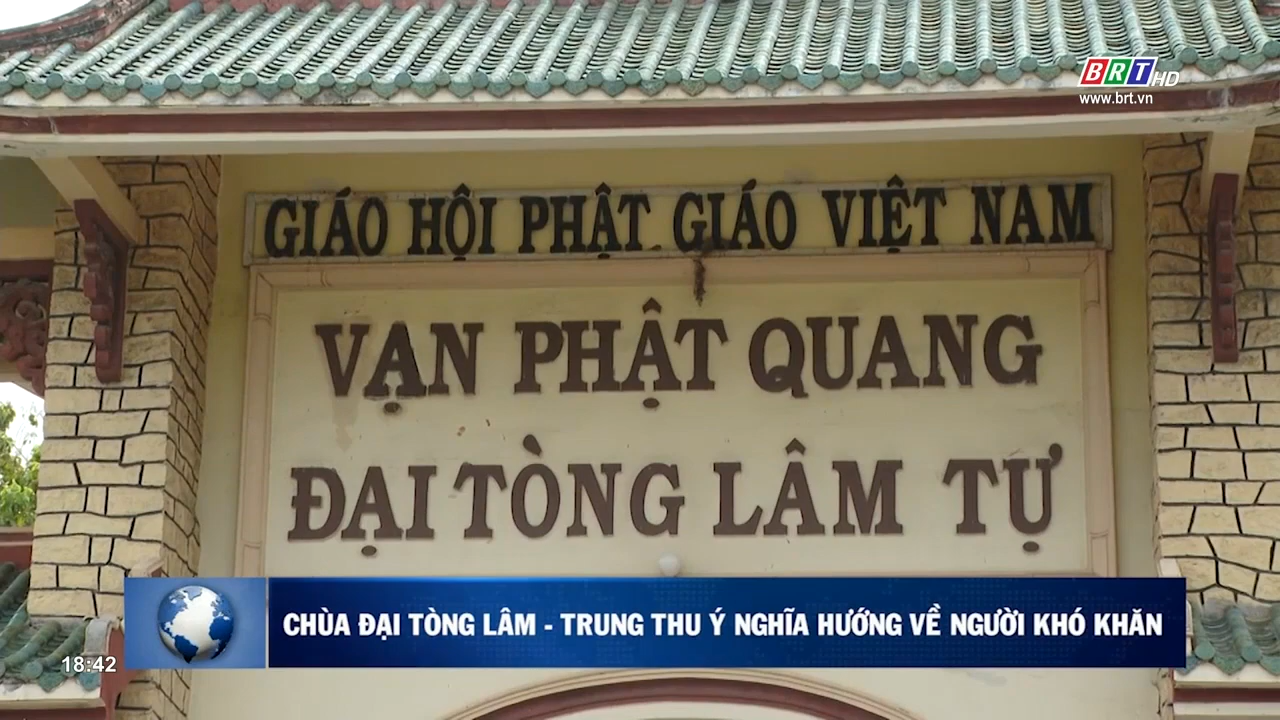 BRT HD
www.brt.vn
GIÁO HỘI PHẬT GIÁO VIỆT NAM
VẠN PHẬT QUANG
ĐẠI TÒNG LÂM TỰ
CHÙA ĐẠI TÒNG LÂM - TRUNG THU Ý NGHĨA HƯỚNG VỀ NGƯỜI KHÓ KHĂN
18:42